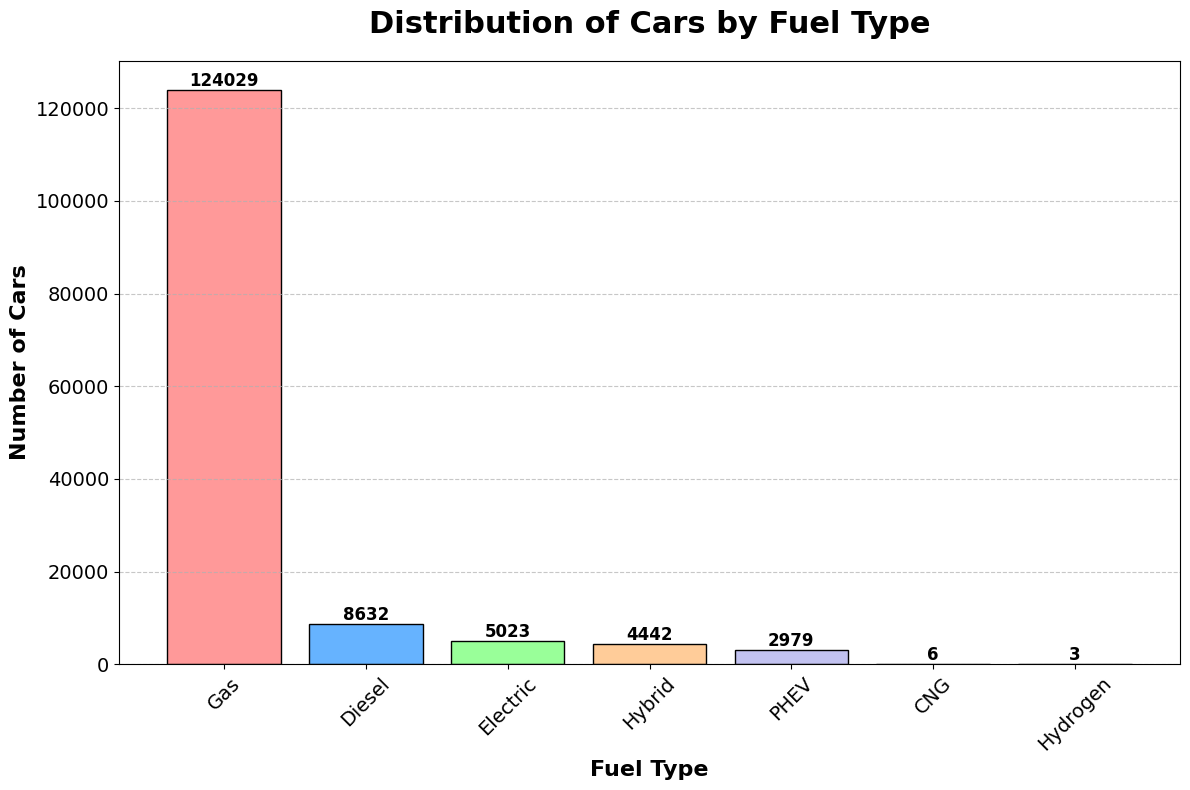 Distribution of Cars by Fuel Type
Number of Cars
120000
100000
80000
60000
40000
20000
0
124029
8632
5023
4442
2979
6
3
Gas
Diesel
Electric
Hybrid
PHEV
CNG
Hydrogen
Fuel Type